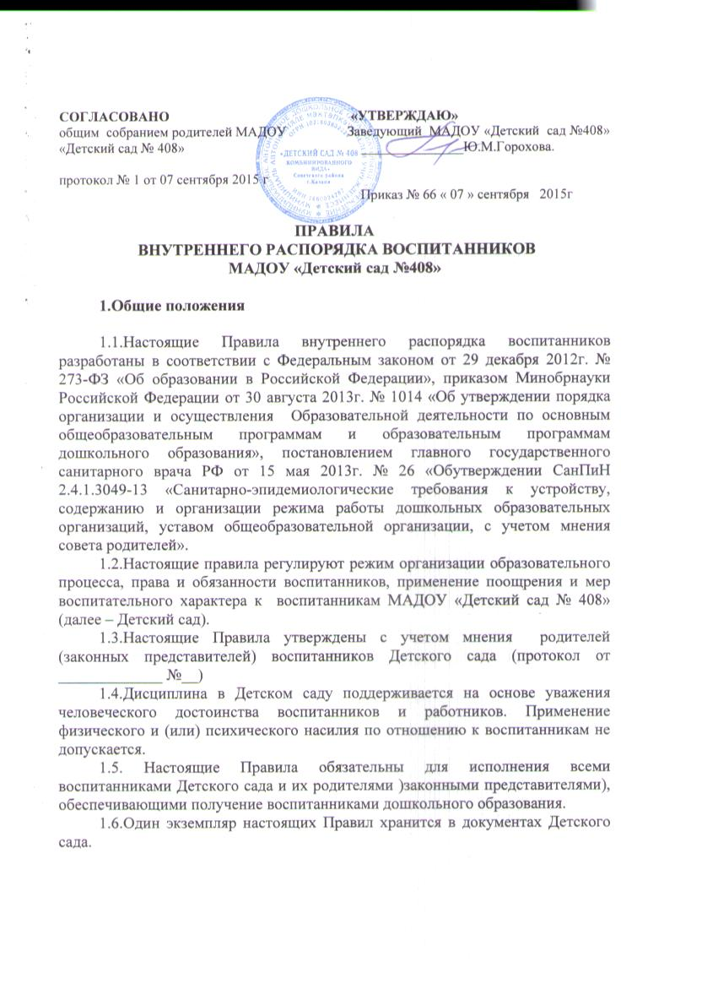 СОГЛАСОВАНО
общим собранием родителей МАДОУ
«Детский сад № 408»
протокол № 1 от 07 сентября 2015 г
«УТВЕРЖДАЮ»
Заведующий МАДОУ «Детский сад №408»
Ю.М.Горохова.
Приказ № 66 « 07 » сентября 2015г
«ДЕТСКИЙ САД № 408
КОМБИНИРОВАННОГО
ВИДА»
Советского района
г.Казани
ПРАВИЛА
ВНУТРЕННЕГО РАСПОРЯДКА ВОСПИТАННИКОВ
МАДОУ «Детский сад №408»
1.Общие положения
1.1.Настоящие Правила внутреннего распорядка воспитанников
разработаны в соответствии с Федеральным законом от 29 декабря 2012г. №
273-ФЗ «Об образовании в Российской Федерации», приказом Минобрнауки
Российской Федерации от 30 августа 2013г. № 1014 «Об утверждении порядка
организации и осуществления Образовательной деятельности по основным
общеобразовательным программам и образовательным программам
дошкольного образования», постановлением главного государственного
санитарного врача РФ от 15 мая 2013г. № 26 «Обутверждении СанПиН
2.4.1.3049-13 «Санитарно-эпидемиологические требования к устройству,
содержанию и организации режима работы дошкольных образовательных
организаций, уставом общеобразовательной организации, с учетом мнения
совета родителей».
1.2.Настоящие правила регулируют режим организации образовательного
процесса, права и обязанности воспитанников, применение поощрения и мер
воспитательного характера к воспитанникам МАДОУ «Детский сад № 408»
(далее – Детский сад).
1.3.Настоящие Правила утверждены с учетом мнения родителей
(законных представителей) воспитанников Детского сада (протокол от
______________ №__)
1.4.Дисциплина в Детском саду поддерживается на основе уважения
человеческого достоинства воспитанников и работников. Применение
физического и (или) психического насилия по отношению к воспитанникам не
допускается.
1.5. Настоящие Правила обязательны для исполнения всеми
воспитанниками Детского сада и их родителями )законными представителями),
обеспечивающими получение воспитанниками дошкольного образования.
1.6.Один экземпляр настоящих Правил хранится в документах Детского
сада.